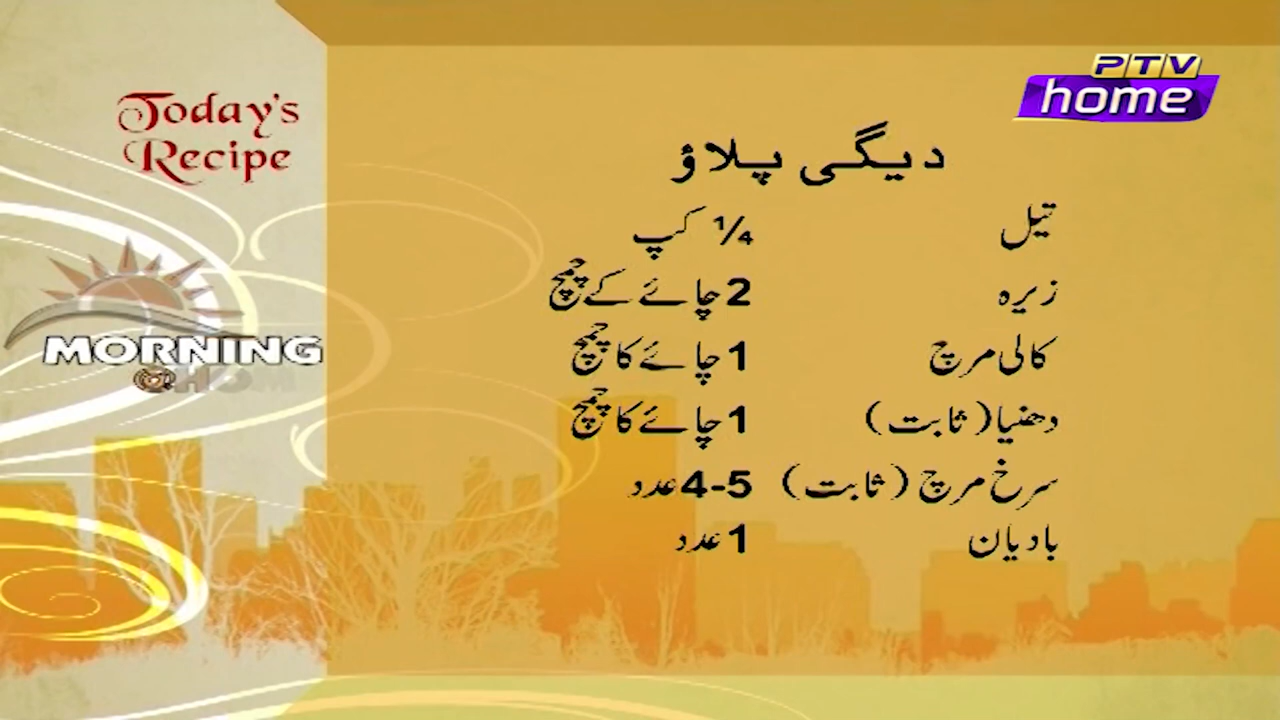 Today's
Recipe
PTV
home
MORNING
@HOM
دیگی پلاؤ
تیل ¼ کپ
زیرہ 2 چائے کے چمچ
کالی مرچ 1 چائے کا چمچ
دھنیا (ثابت) 1 چائے کا چمچ
سرخ مرچ (ثابت) 4-5 عدد
بادیان 1 عدد